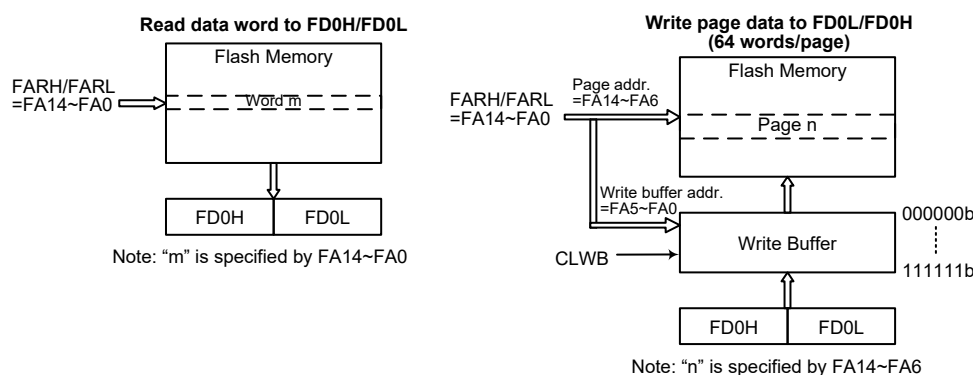 Read data word to FD0H/FD0L
Flash Memory
FARH/FARL
=FA14~FA0
Word m
FD0H
FD0L
Note: “m” is specified by FA14~FA0
Write page data to FD0L/FD0H
(64 words/page)
Flash Memory
Page addr.
=FA14~FA6
FARH/FARL
=FA14~FA0
Page n
Write buffer addr.
=FA5~FA0
Write Buffer
000000b
111111b
CLWB
FD0H
FD0L
Note: “n” is specified by FA14~FA6